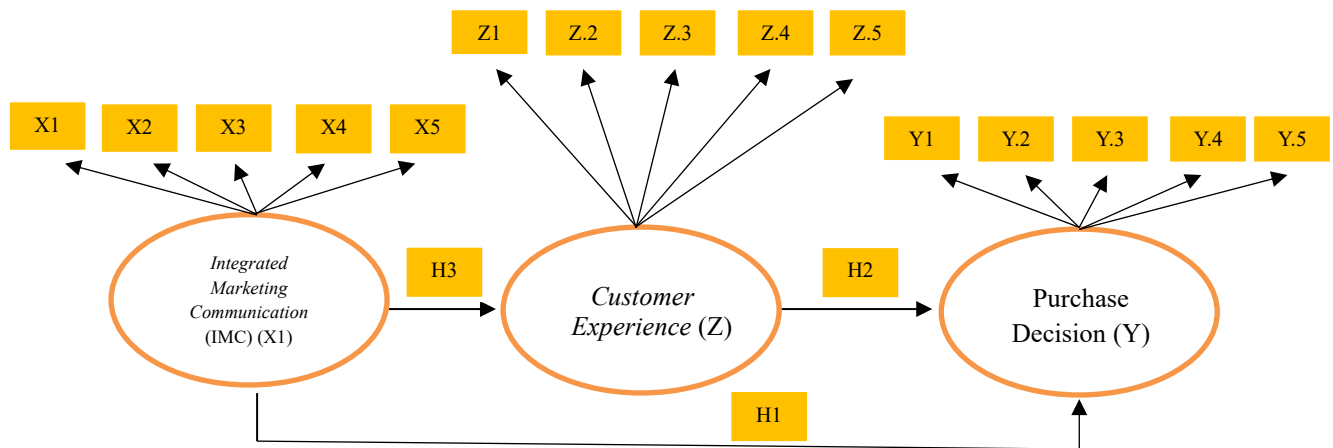 Z1 Z.2 Z.3 Z.4 Z.5
X1 X2 X3 X4 X5
Y1 Y.2 Y.3 Y.4 Y.5
Integrated
Marketing
Communication
(IMC) (X1)
H3
Customer
Experience (Z)
H2
Purchase
Decision (Y)
H1